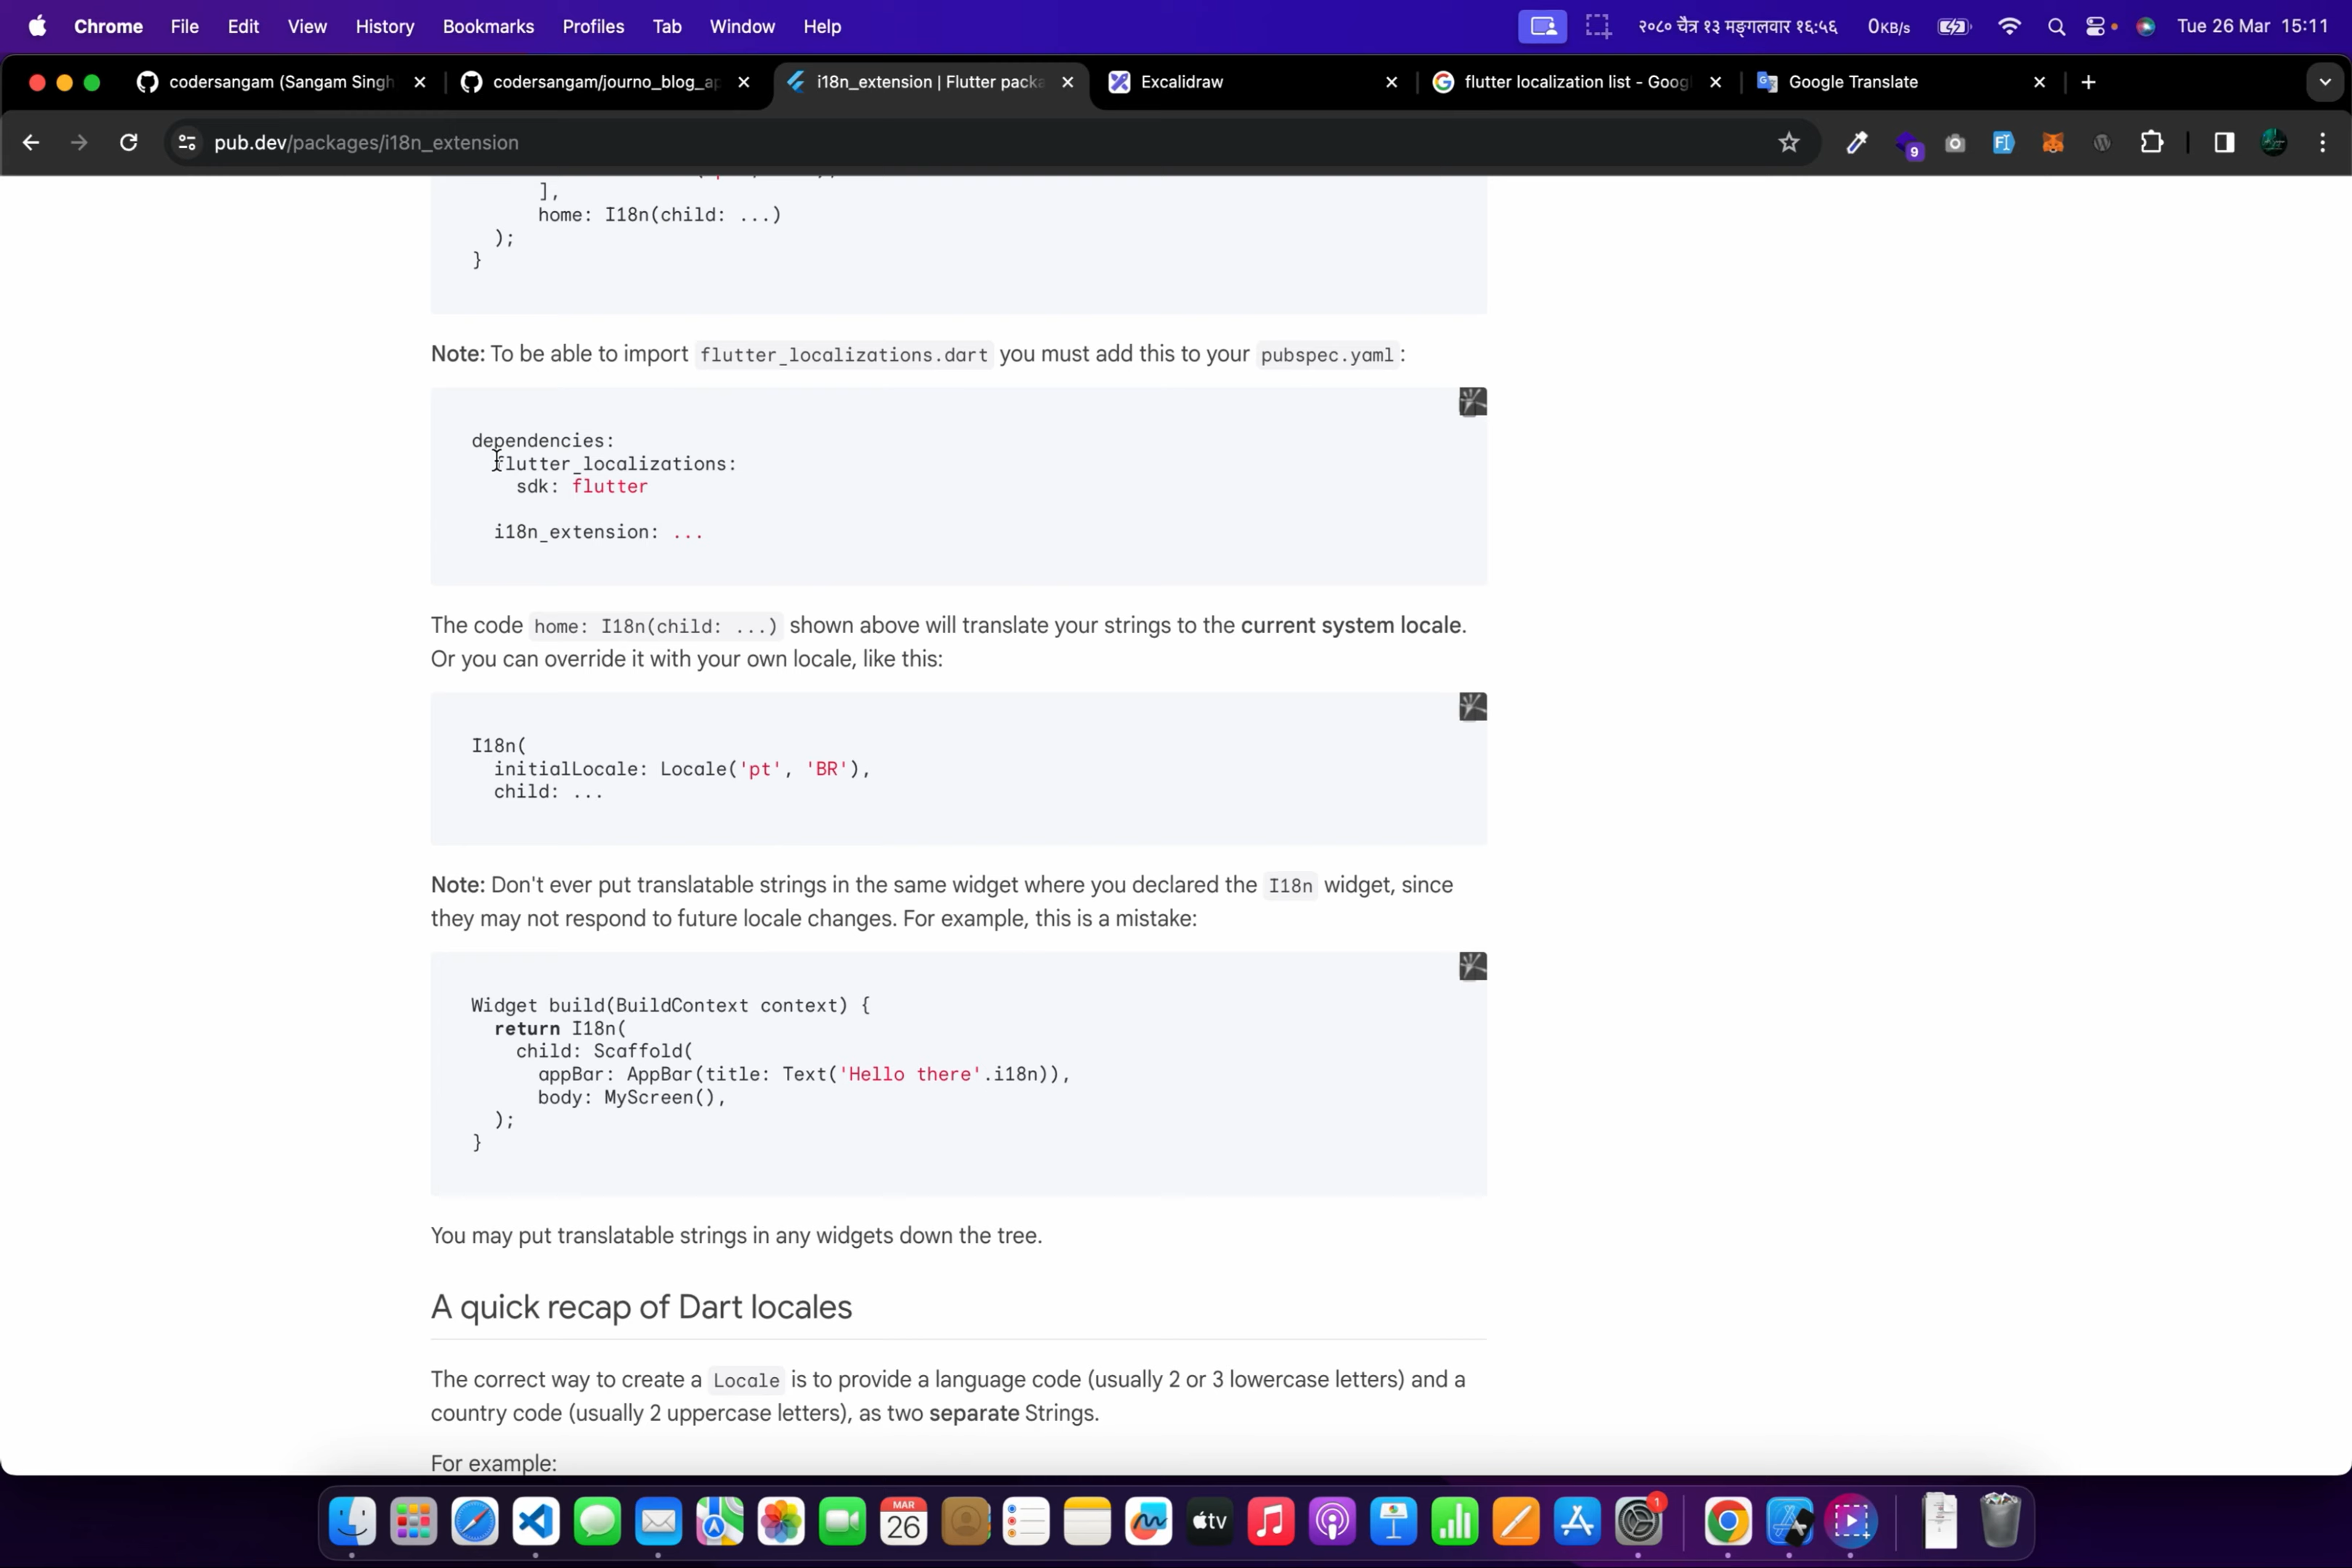 Chrome File Edit View History Bookmarks Profiles Tab Window Help २०८० चैत्र १३ मङ्गलवार १६:५६ 0KB/s Tue 26 Mar 15:11
codersangam (Sangam Singh codersangam/journo_blog_ap i18n_extension | Flutter packa Excalidraw flutter localization list - Goog Google Translate
pub.dev/packages/i18n_extension 9
],
home: I18n(child: ...)
);
}
Note: To be able to import flutter_localizations.dart you must add this to your pubspec.yaml:
dependencies:
flutter_localizations:
sdk: flutter
i18n_extension: ...
The code home: I18n(child: ...) shown above will translate your strings to the current system locale.
Or you can override it with your own locale, like this:
I18n(
initialLocale: Locale('pt', 'BR'),
child: ...
Note: Don't ever put translatable strings in the same widget where you declared the I18n widget, since
they may not respond to future locale changes. For example, this is a mistake:
Widget build(BuildContext context) {
return I18n(
child: Scaffold(
appBar: AppBar(title: Text('Hello there'.i18n)),
body: MyScreen(),
);
}
You may put translatable strings in any widgets down the tree.
A quick recap of Dart locales
The correct way to create a Locale is to provide a language code (usually 2 or 3 lowercase letters) and a
country code (usually 2 uppercase letters), as two separate Strings.
For example:
MAR
26
tv
1